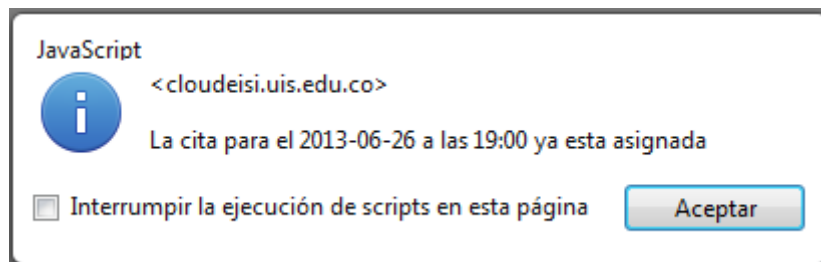 JavaScript
<cloudeisi.uis.edu.co>
La cita para el 2013-06-26 a las 19:00 ya esta asignada
Interrumpir la ejecución de scripts en esta página
Aceptar